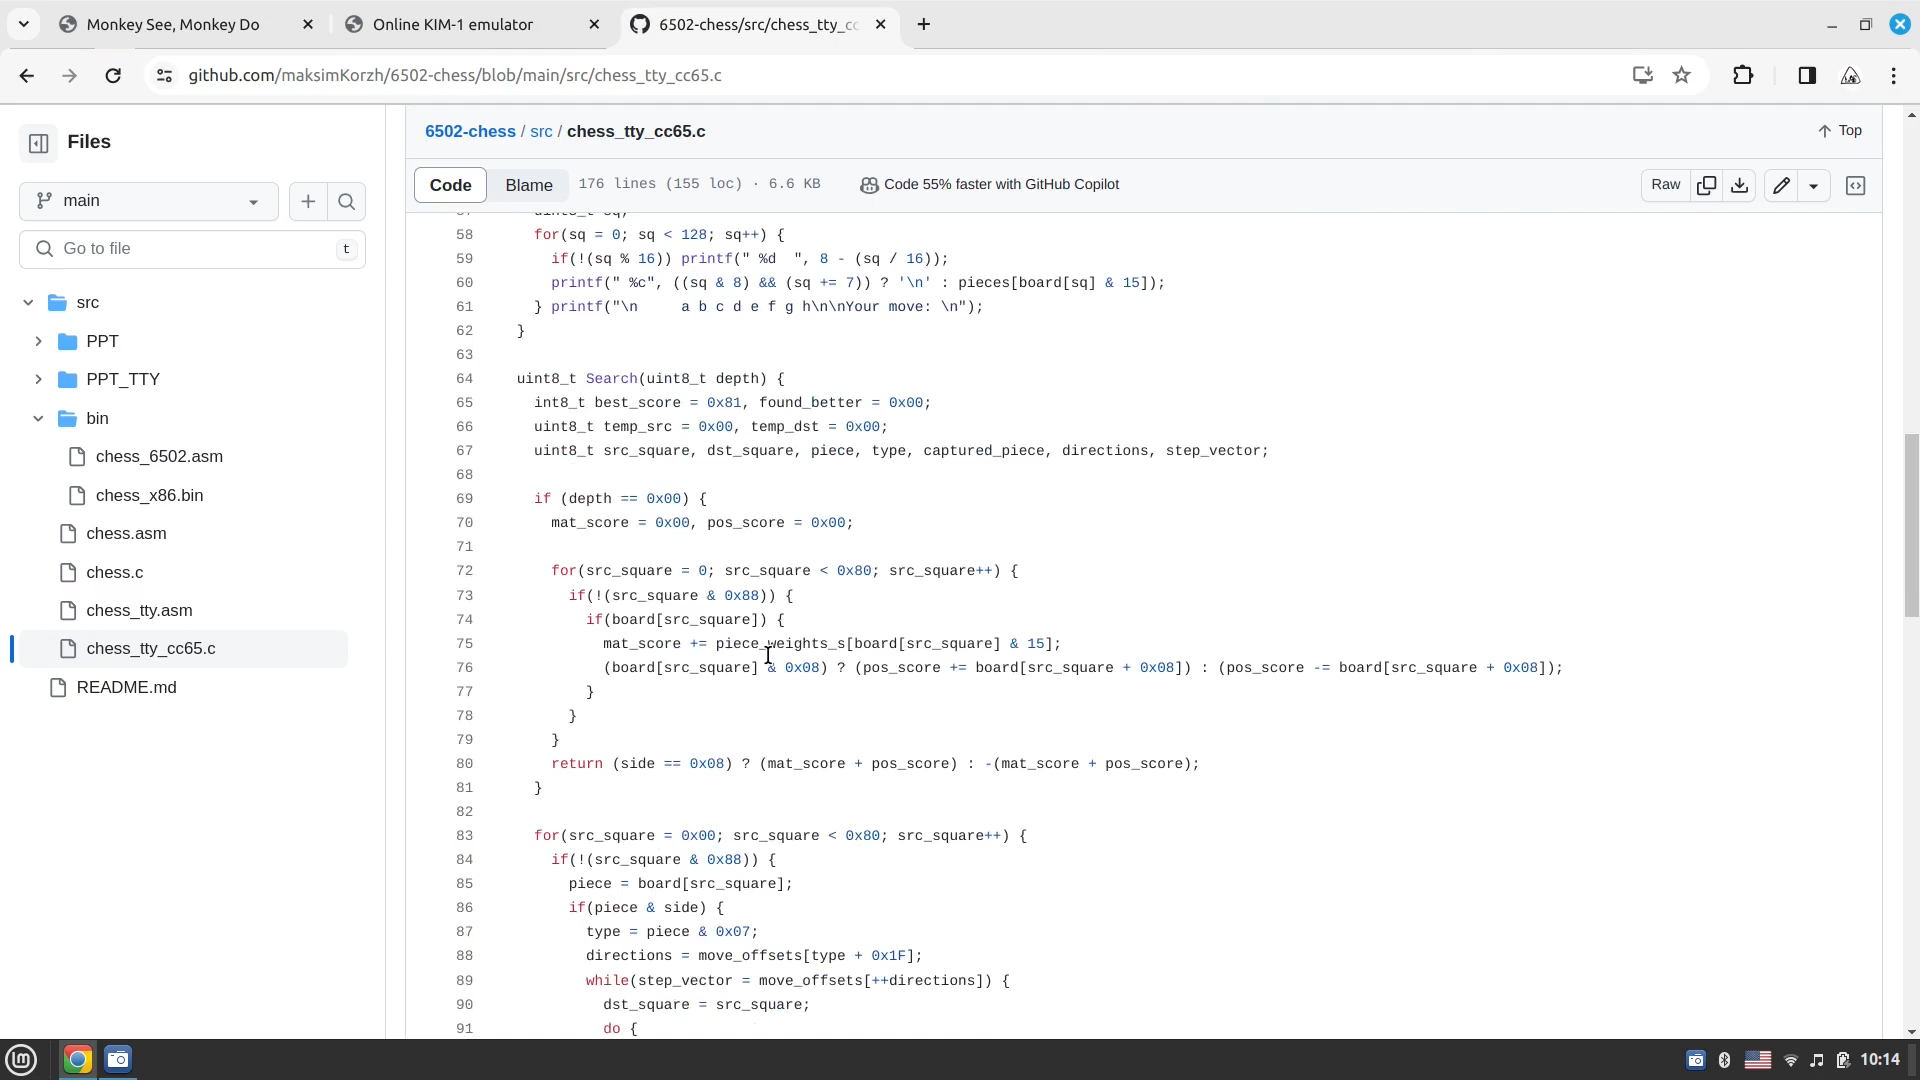 Monkey See, Monkey Do
Online KIM-1 emulator
6502-chess/src/chess_tty_cc
github.com/maksimKorzh/6502-chess/blob/main/src/chess_tty_cc65.c
Files
main
Go to file
t
src
PPT
PPT_TTY
bin
chess_6502.asm
chess_x86.bin
chess.asm
chess.c
chess_tty.asm
chess_tty_cc65.c
README.md
6502-chess / src / chess_tty_cc65.c
Top
Code
Blame
176 lines (155 loc) · 6.6 KB
Code 55% faster with GitHub Copilot
Raw
58 for(sq = 0; sq < 128; sq++) {
59 if(!(sq % 16)) printf(" %d  ", 8 - (sq / 16));
60 printf(" %c", ((sq & 8) && (sq += 7)) ? '\n' : pieces[board[sq] & 15]);
61 } printf("\n     a b c d e f g h\n\nYour move: \n");
62 }
63
64 uint8_t Search(uint8_t depth) {
65 int8_t best_score = 0x81, found_better = 0x00;
66 uint8_t temp_src = 0x00, temp_dst = 0x00;
67 uint8_t src_square, dst_square, piece, type, captured_piece, directions, step_vector;
68
69 if (depth == 0x00) {
70 mat_score = 0x00, pos_score = 0x00;
71
72 for(src_square = 0; src_square < 0x80; src_square++) {
73 if(!(src_square & 0x88)) {
74 if(board[src_square]) {
75 mat_score += piece_weights_s[board[src_square] & 15];
76 (board[src_square] & 0x08) ? (pos_score += board[src_square + 0x08]) : (pos_score -= board[src_square + 0x08]);
77 }
78 }
79 }
80 return (side == 0x08) ? (mat_score + pos_score) : -(mat_score + pos_score);
81 }
82
83 for(src_square = 0x00; src_square < 0x80; src_square++) {
84 if(!(src_square & 0x88)) {
85 piece = board[src_square];
86 if(piece & side) {
87 type = piece & 0x07;
88 directions = move_offsets[type + 0x1F];
89 while(step_vector = move_offsets[++directions]) {
90 dst_square = src_square;
91 do {
10:14